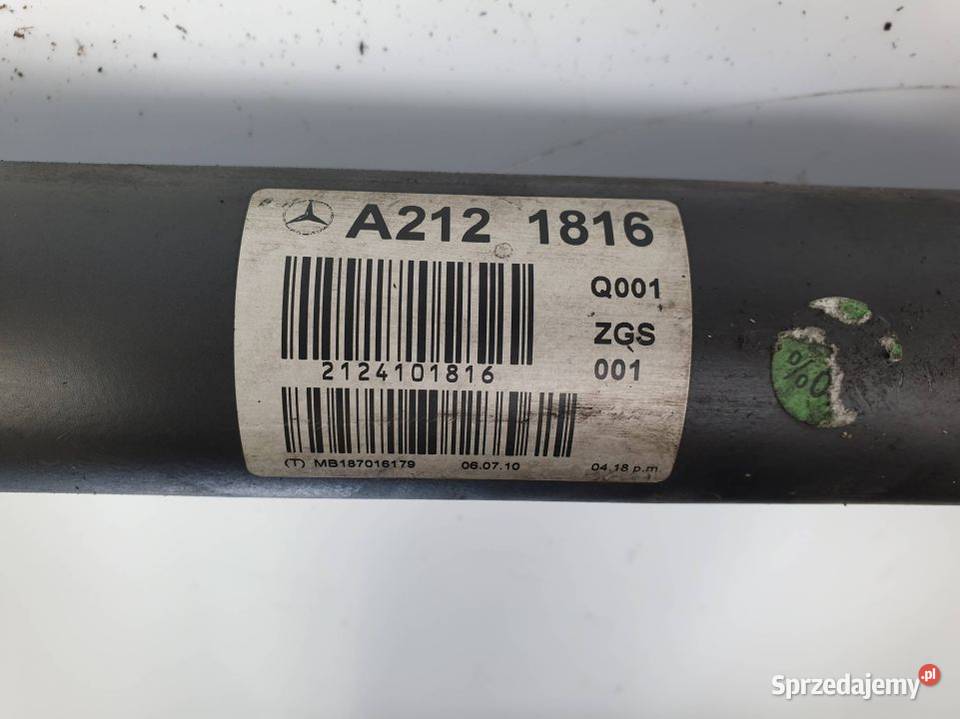 A212 1816
Q001
ZGS
001
2124101816
(T) MB187016179 06.07.10 04.18 p.m
%0
Sprzedajemy.pl